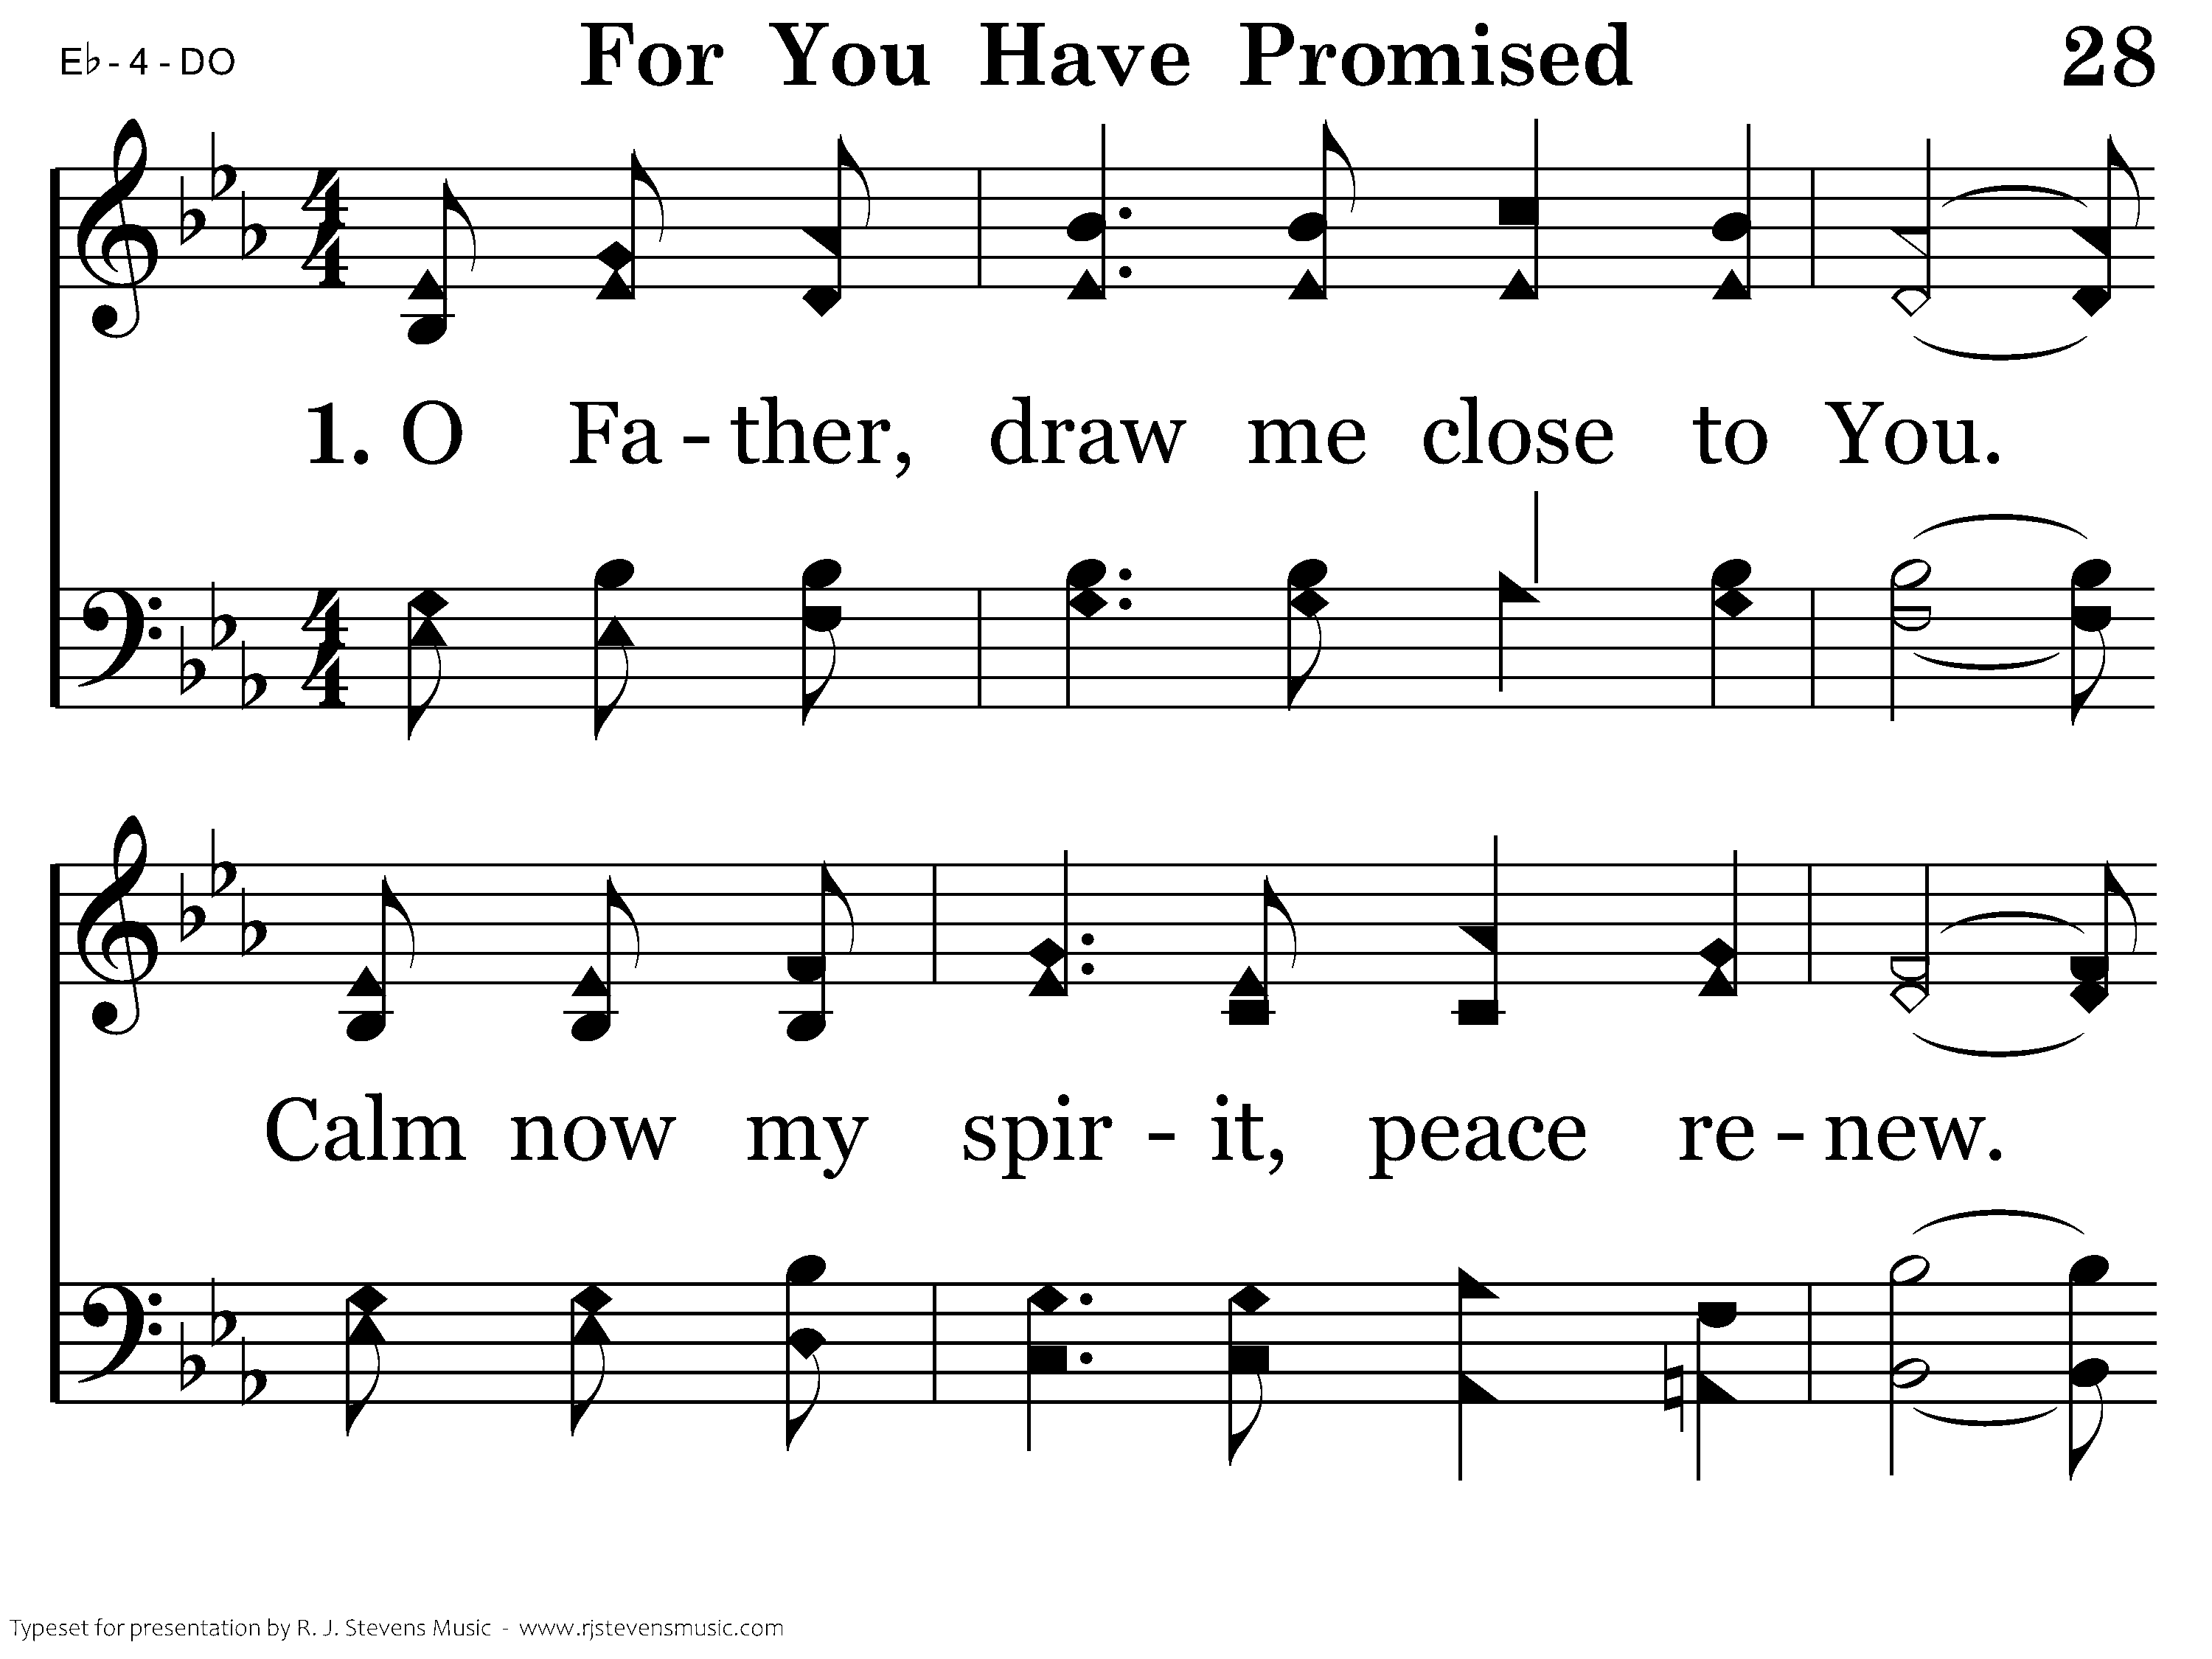 E♭ - 4 - DO
For You Have Promised
28
1. O Fa - ther, draw me close to You.
Calm now my spir - it, peace re - new.
Typeset for presentation by R. J. Stevens Music - www.rjstevensmusic.com